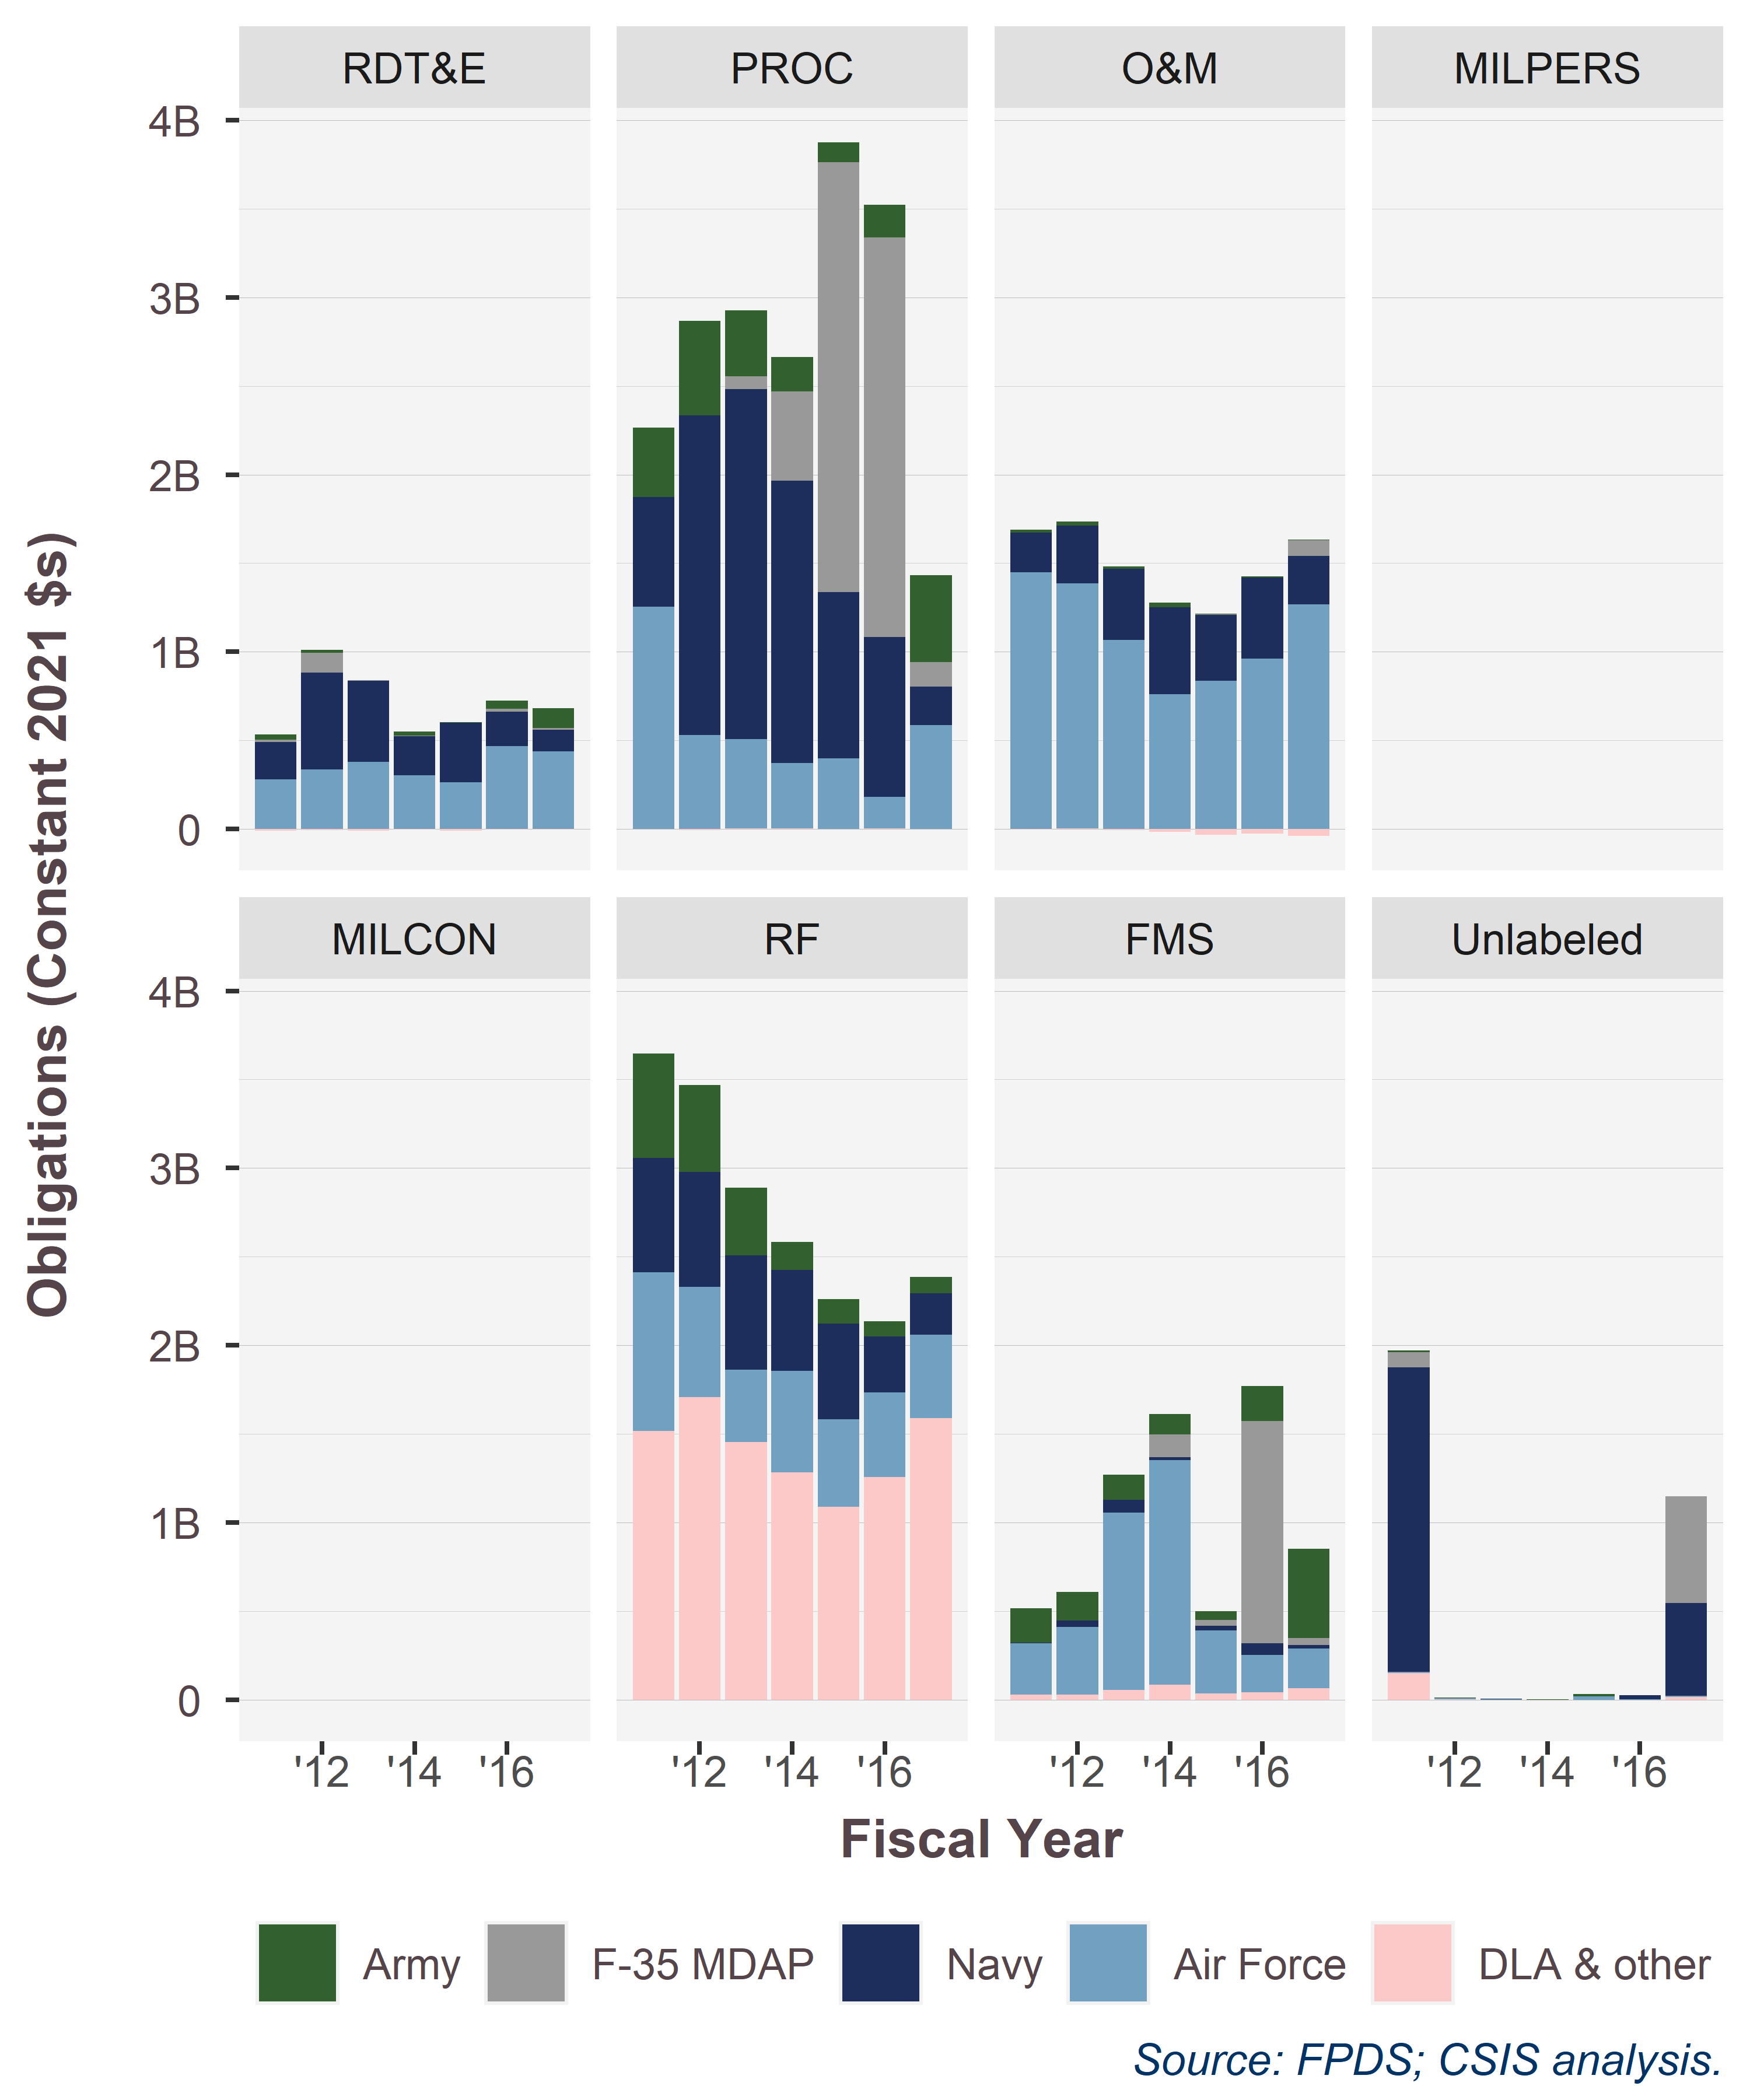 RDT&E PROC O&M MILPERS
4B
3B
2B
1B
0
Obligations (Constant 2021 $s)
MILCON RF FMS Unlabeled
4B
3B
2B
1B
0
'12 '14 '16 '12 '14 '16 '12 '14 '16 '12 '14 '16
Fiscal Year
Army F-35 MDAP Navy Air Force DLA & other
Source: FPDS; CSIS analysis.